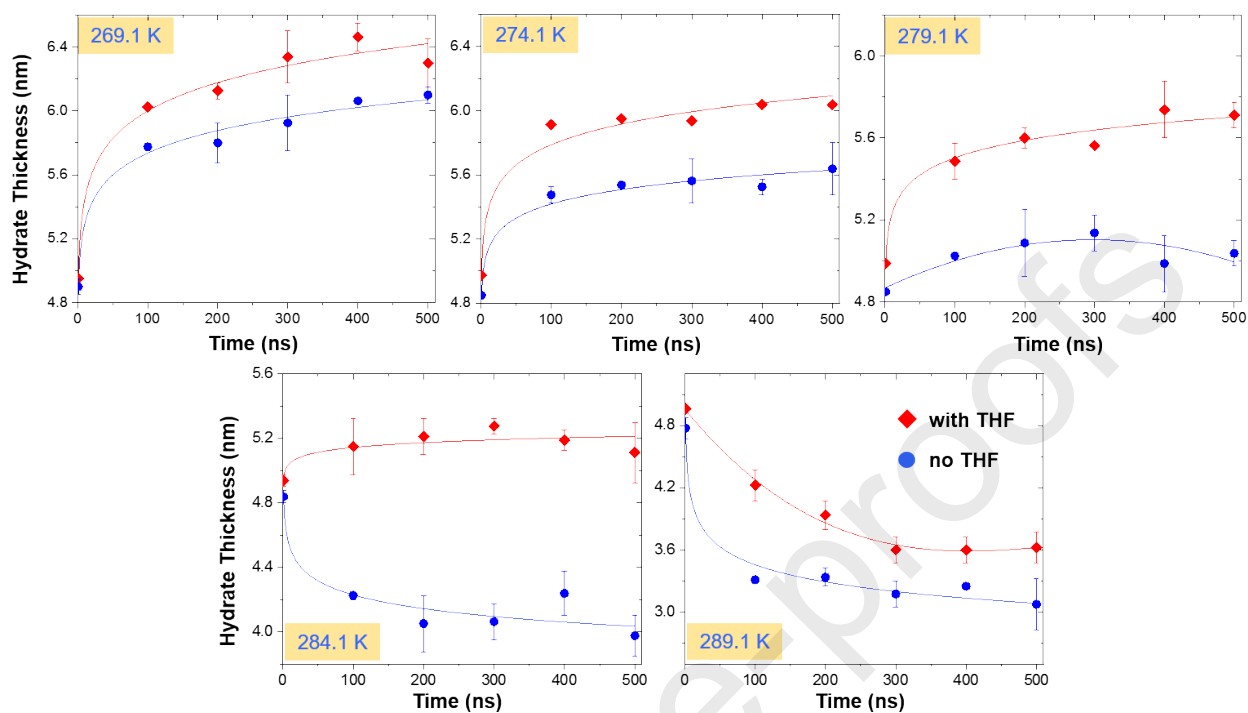 269.1 K
274.1 K
279.1 K
Hydrate Thickness (nm)
6.4
6.0
5.6
5.2
4.8
0 100 200 300 400 500
Time (ns)
6.4
6.0
5.6
5.2
4.8
0 100 200 300 400 500
Time (ns)
6.0
5.6
5.2
4.8
0 100 200 300 400 500
Time (ns)
Hydrate Thickness (nm)
5.6
5.2
4.8
4.4
4.0
284.1 K
0 100 200 300 400 500
Time (ns)
4.8
4.2
3.6
3.0
with THF
no THF
289.1 K
0 100 200 300 400 500
Time (ns)
e-proofs